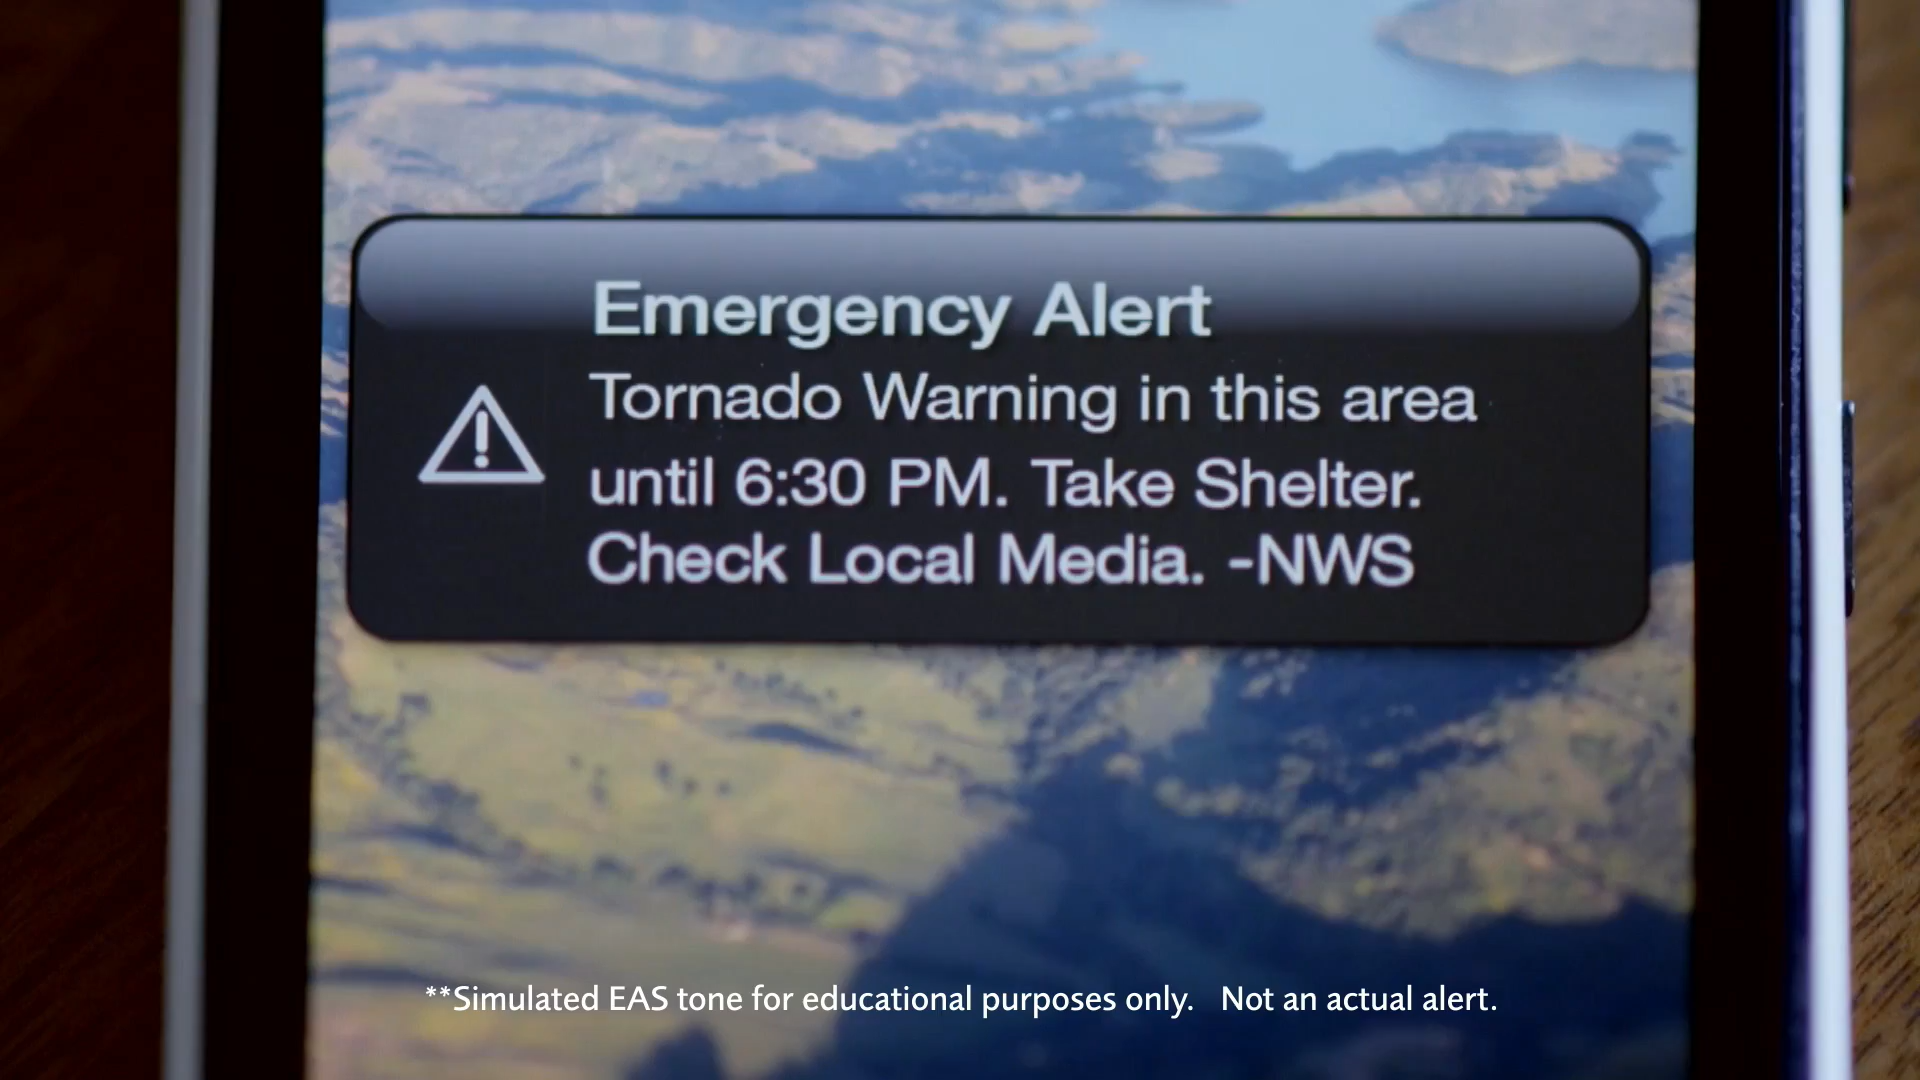 Emergency Alert
Tornado Warning in this area
until 6:30 PM. Take Shelter.
Check Local Media. -NWS
**Simulated EAS tone for educational purposes only. Not an actual alert.